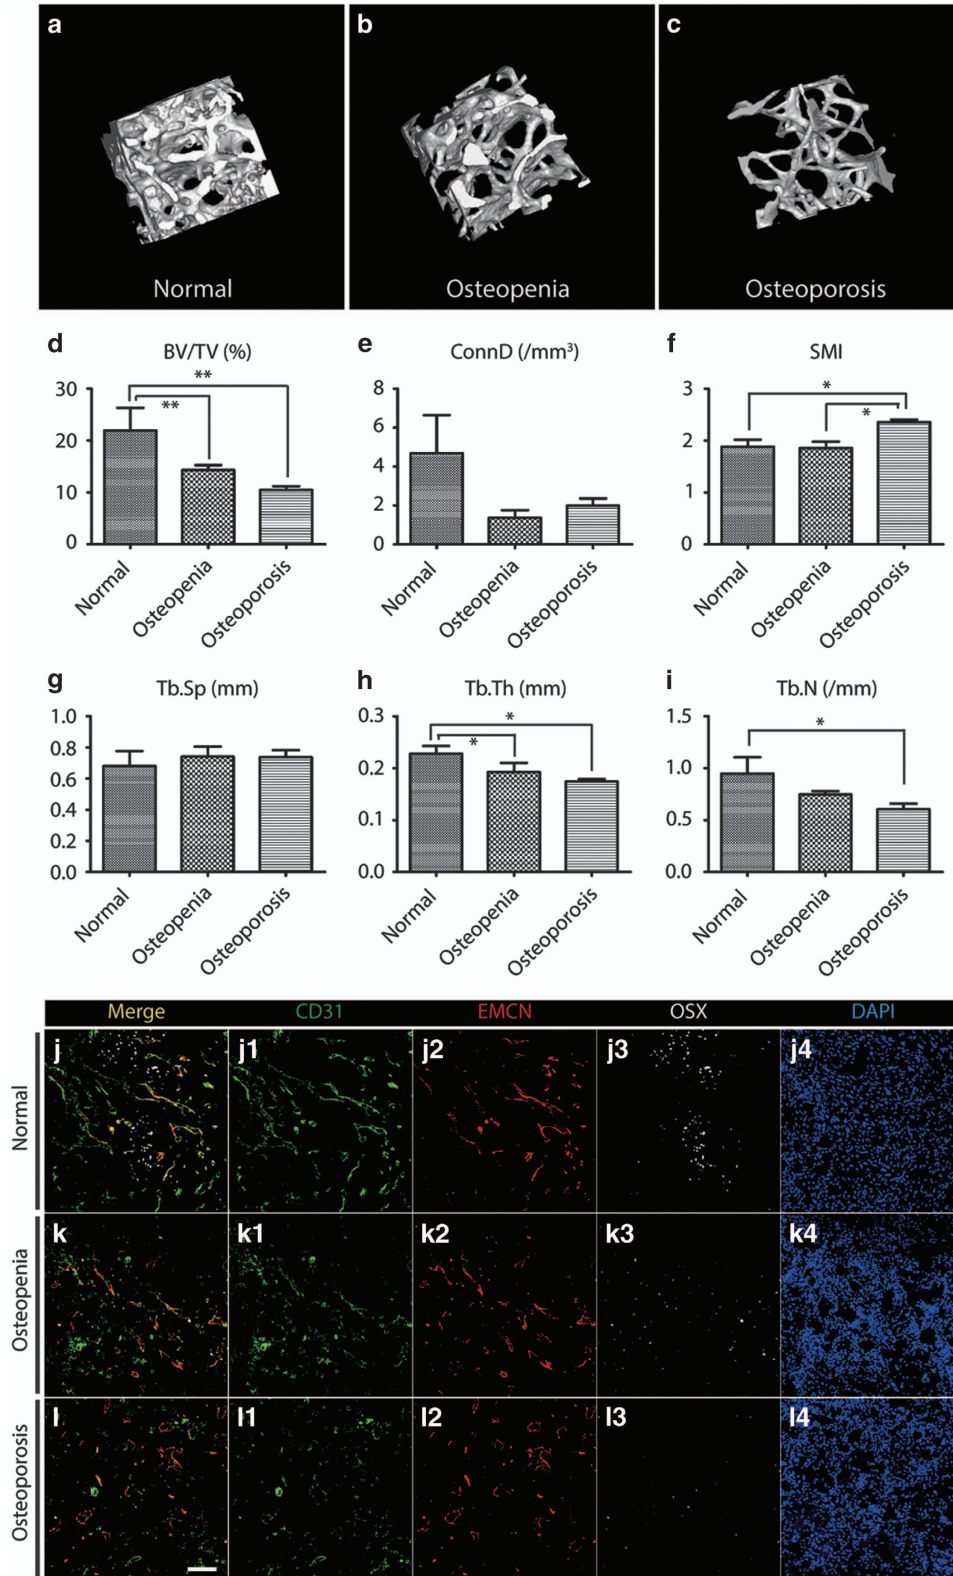 a
b
c
Normal
Osteopenia
Osteoporosis
d
BV/TV (%)
30
20
10
0
**
**
Normal
Osteopenia
Osteoporosis
e
ConnD (/mm³)
8
6
4
2
0
Normal
Osteopenia
Osteoporosis
f
SMI
3
2
1
0
*
*
Normal
Osteopenia
Osteoporosis
g
Tb.Sp (mm)
1.0
0.8
0.6
0.4
0.2
0.0
Normal
Osteopenia
Osteoporosis
h
Tb.Th (mm)
0.3
0.2
0.1
0.0
*
*
Normal
Osteopenia
Osteoporosis
i
Tb.N (/mm)
1.5
1.0
0.5
0.0
*
Normal
Osteopenia
Osteoporosis
Merge
CD31
EMCN
OSX
DAPI
Normal
j
j1
j2
j3
j4
Osteopenia
k
k1
k2
k3
k4
Osteoporosis
l
l1
l2
l3
l4